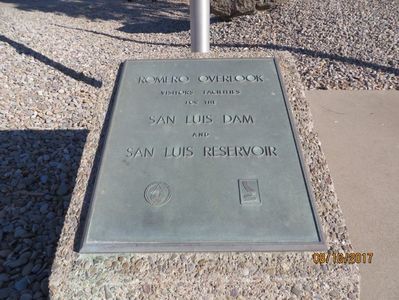 ROMERO OVERLOOK
VISITORS FACILITIES
FOR THE
SAN LUIS DAM
AND
SAN LUIS RESERVOIR
09/16/2017